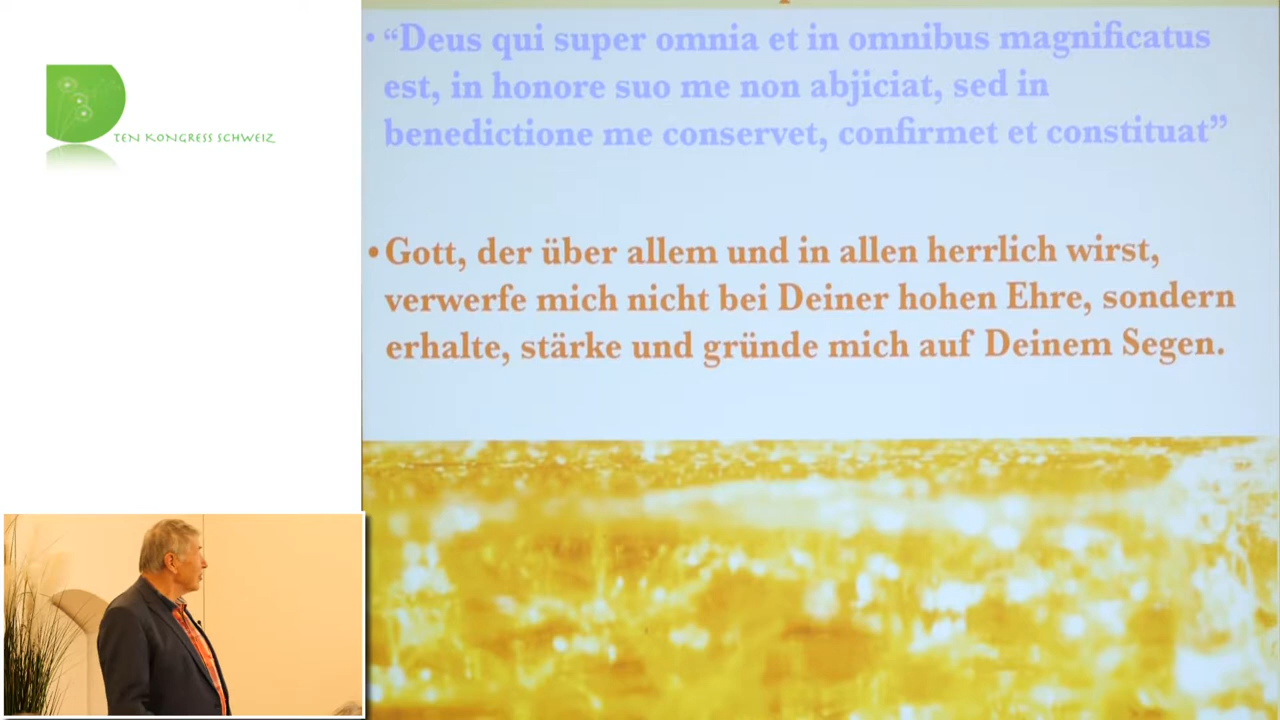 TEN KONGRESS SCHWEIZ
• “Deus qui super omnia et in omnibus magnificatus
est, in honore suo me non abjiciat, sed in
benedictione me conservet, confirmet et constituat”
• Gott, der über allem und in allen herrlich wirst,
verwerfe mich nicht bei Deiner hohen Ehre, sondern
erhalte, stärke und gründe mich auf Deinem Segen.